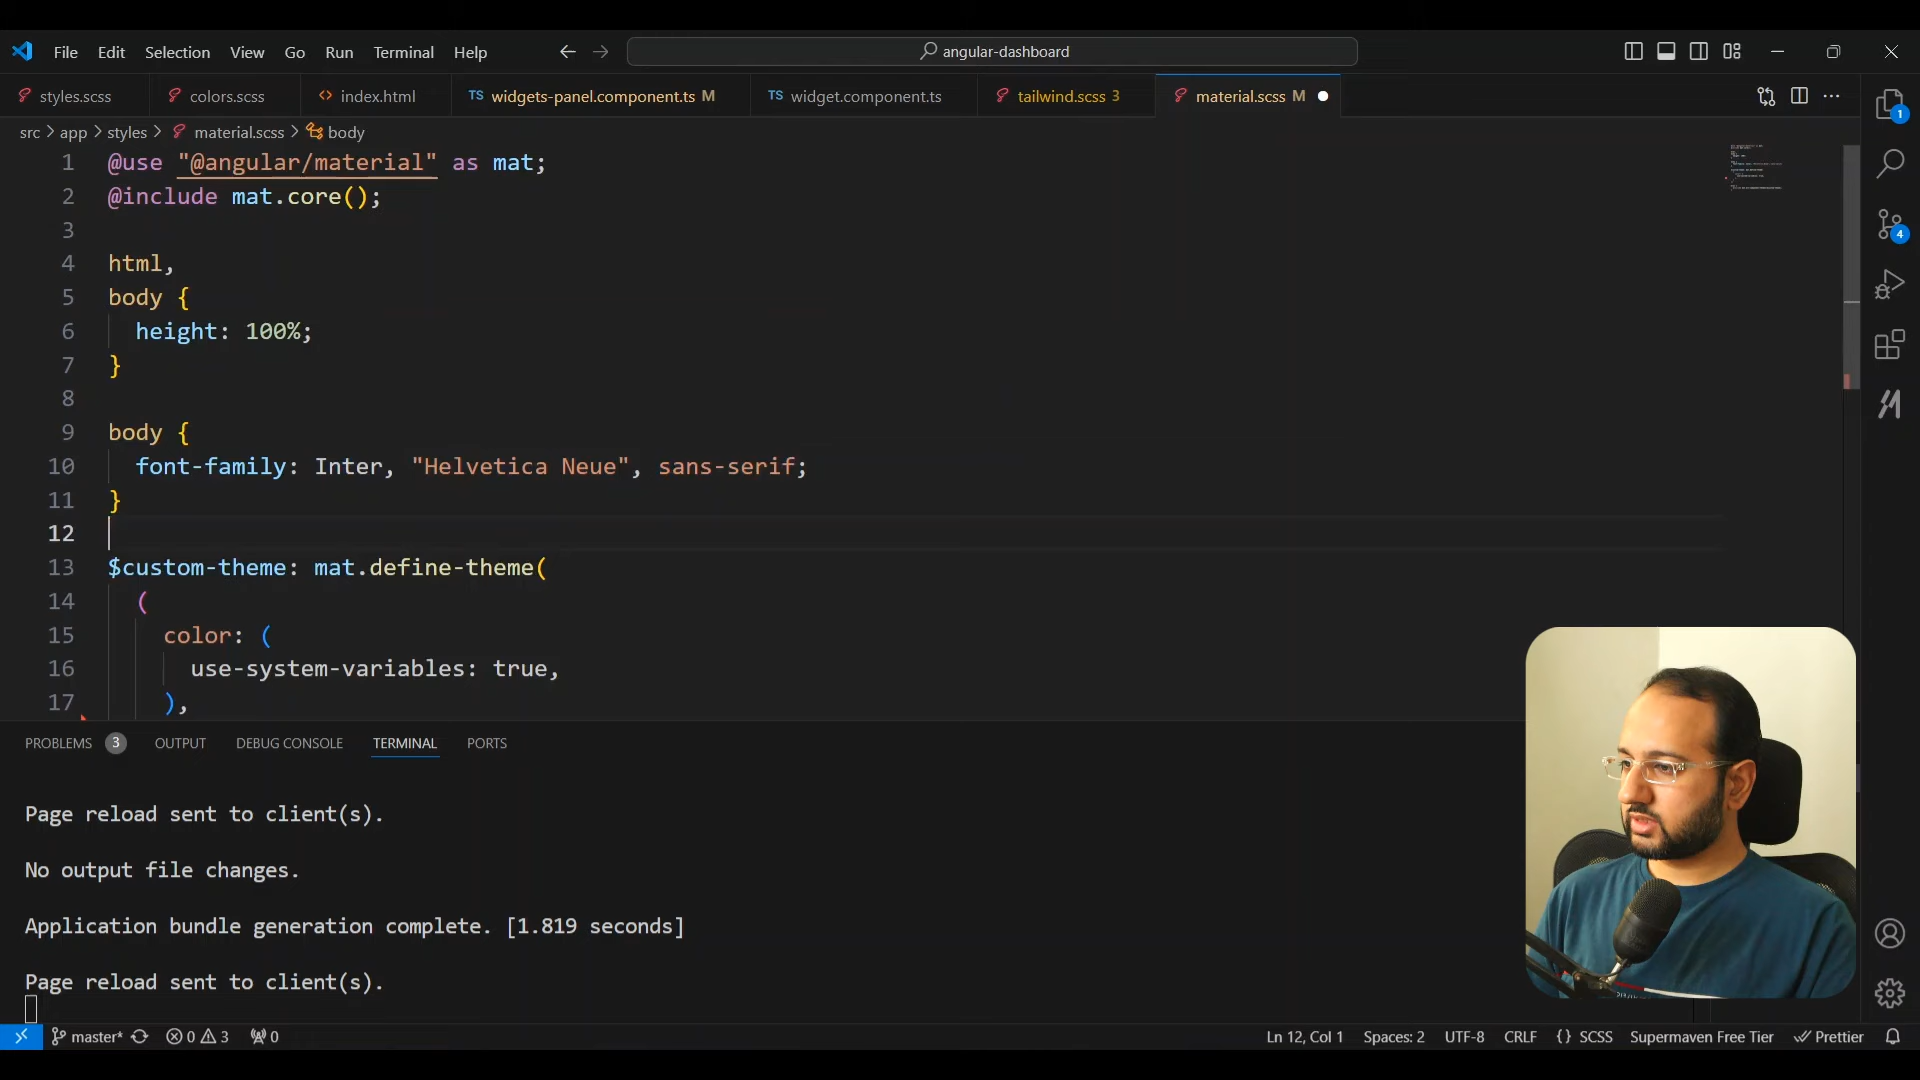 File Edit Selection View Go Run Terminal Help angular-dashboard
styles.scss colors.scss index.html TS widgets-panel.component.ts M TS widget.component.ts tailwind.scss 3 material.scss M
src > app > styles > material.scss > body
1 @use "@angular/material" as mat;
2 @include mat.core();
3
4 html,
5 body {
6 height: 100%;
7 }
8
9 body {
10 font-family: Inter, "Helvetica Neue", sans-serif;
11 }
12
13 $custom-theme: mat.define-theme(
14 (
15 color: (
16 use-system-variables: true,
17 ),
1
4
PROBLEMS 3 OUTPUT DEBUG CONSOLE TERMINAL PORTS
Page reload sent to client(s).
No output file changes.
Application bundle generation complete. [1.819 seconds]
Page reload sent to client(s).
master* 0 3 0 Ln 12, Col 1 Spaces: 2 UTF-8 CRLF {} SCSS Supermaven Free Tier Prettier